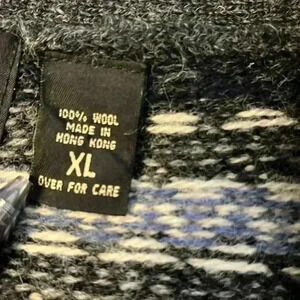 100% WOOL
MADE IN
HONG KONG
XL
OVER FOR CARE